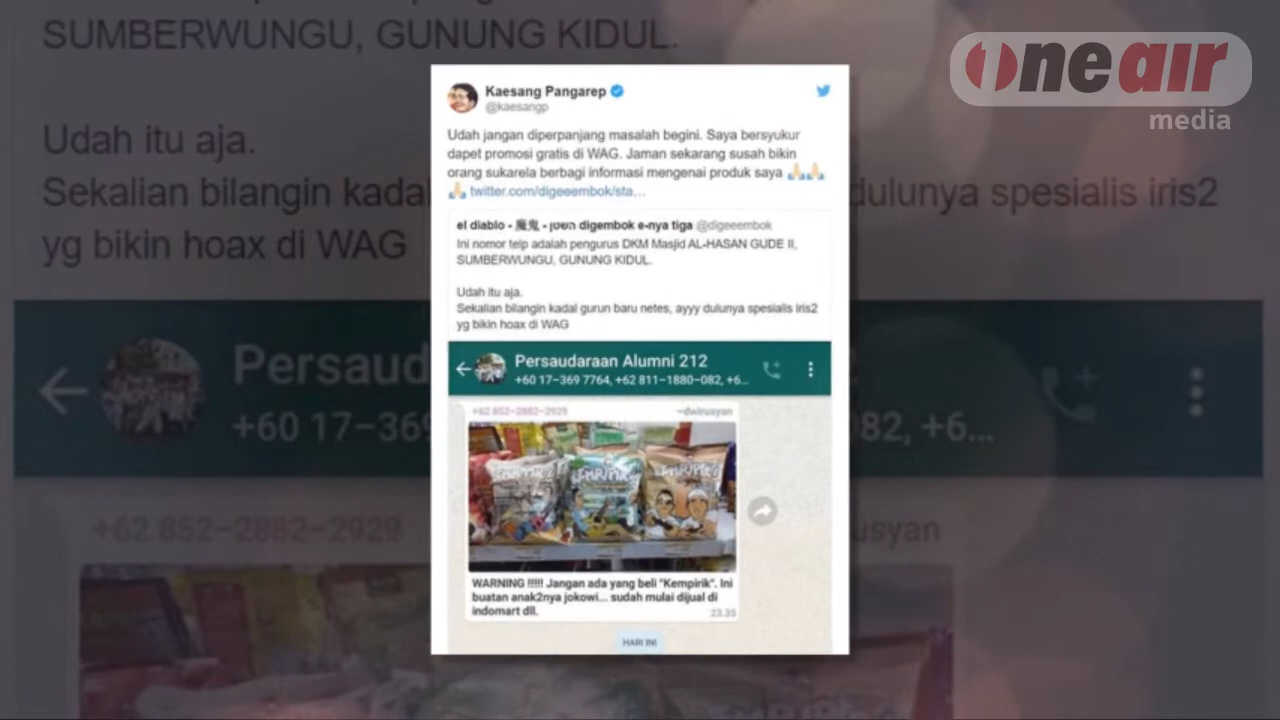 SUMBERWUNGU, GUNUNG KIDUL.
one air
media
Udah itu aja.
Sekalian bilangin kadal
dulunya spesialis iris2
yg bikin hoax di WAG
Persaud
+60 17-369
82, +6...
+62 852-2882-2929
usyan
Kaesang Pangarep
@kaesangp
Udah jangan diperpanjang masalah begini. Saya bersyukur
dapet promosi gratis di WAG. Jaman sekarang susah bikin
orang sukarela berbagi informasi mengenai produk saya 🙏🙏
🙏 twitter.com/digeeembok/sta…
el diablo - 魔鬼 - השטן digembok e-nya tiga @digeeembok
Ini nomor telp adalah pengurus DKM Masjid AL-HASAN GUDE II,
SUMBERWUNGU, GUNUNG KIDUL.
Udah itu aja.
Sekalian bilangin kadal gurun baru netes, ayyy dulunya spesialis iris2
yg bikin hoax di WAG
Persaudaraan Alumni 212
+60 17-369 7764, +62 811-1880-082, +6...
+62 852-2882-2929
~dwirusyan
WARNING !!!!! Jangan ada yang beli "Kempirik". Ini
buatan anak2nya jokowi... sudah mulai dijual di
indomart dll.
23.35
HARI INI